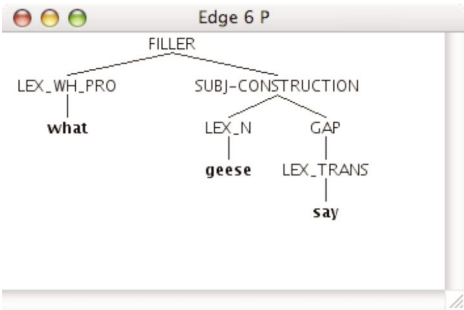 Edge 6 P
FILLER
LEX_WH_PRO SUBJ-CONSTRUCTION
what LEX_N GAP
geese LEX_TRANS
say